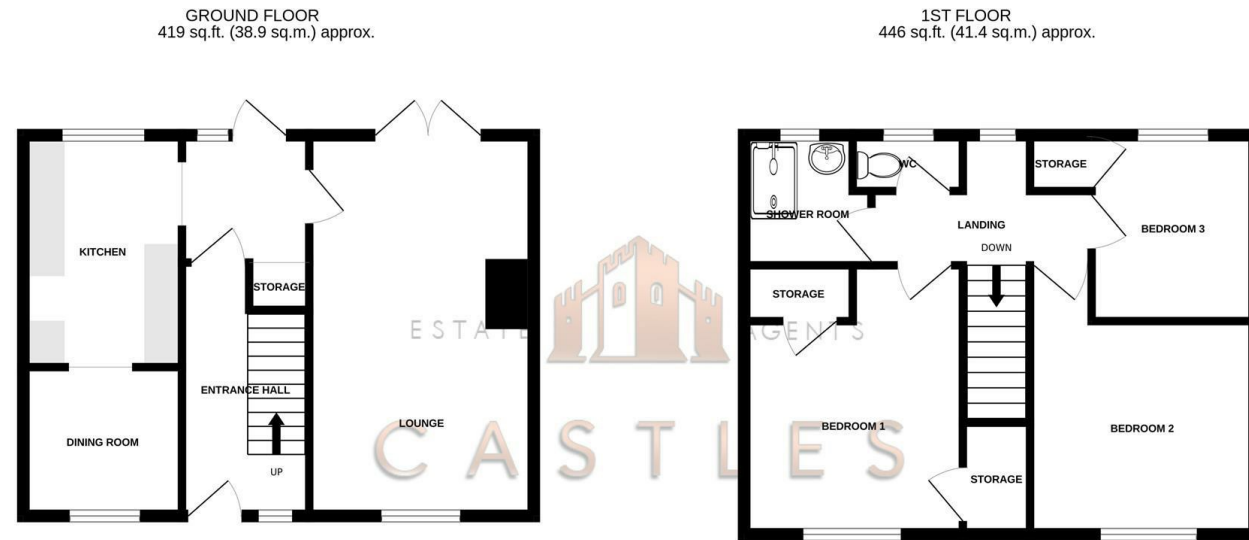 GROUND FLOOR
419 sq.ft. (38.9 sq.m.) approx.
1ST FLOOR
446 sq.ft. (41.4 sq.m.) approx.
KITCHEN
STORAGE
ENTRANCE HALL
DINING ROOM
LOUNGE
UP
STORAGE
WC
SHOWER ROOM
LANDING
DOWN
BEDROOM 3
STORAGE
BEDROOM 1
BEDROOM 2
STORAGE
ESTATE AGENTS
CASTLES